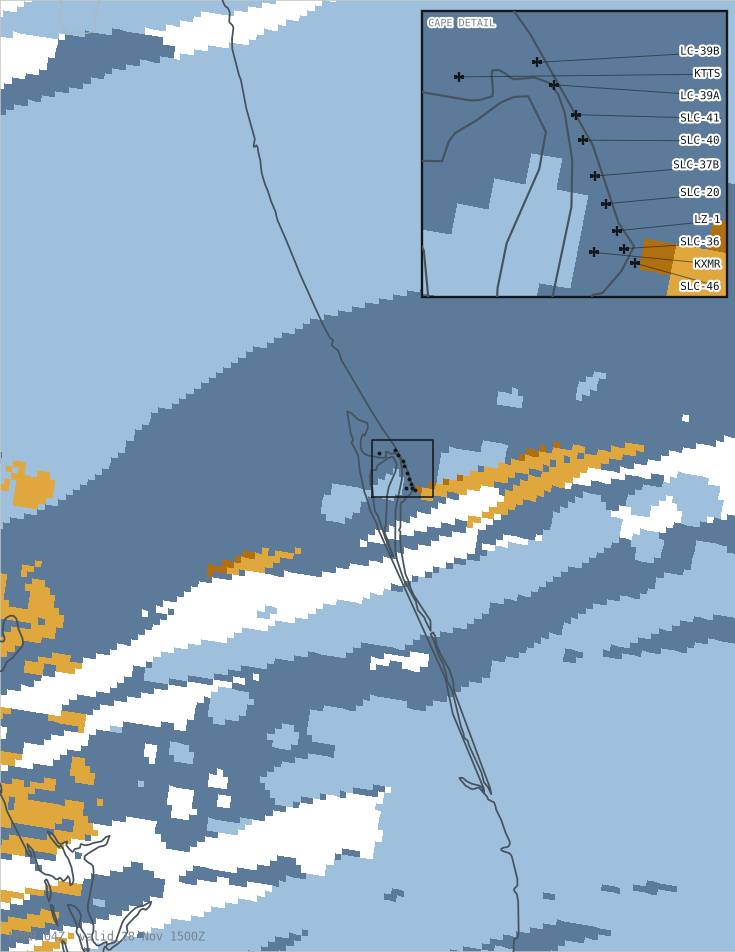 CAPE DETAIL
LC-39B
KTTS
LC-39A
SLC-41
SLC-40
SLC-37B
SLC-20
LZ-1
SLC-36
KXMR
SLC-46
04Z valid 28 Nov 1500Z